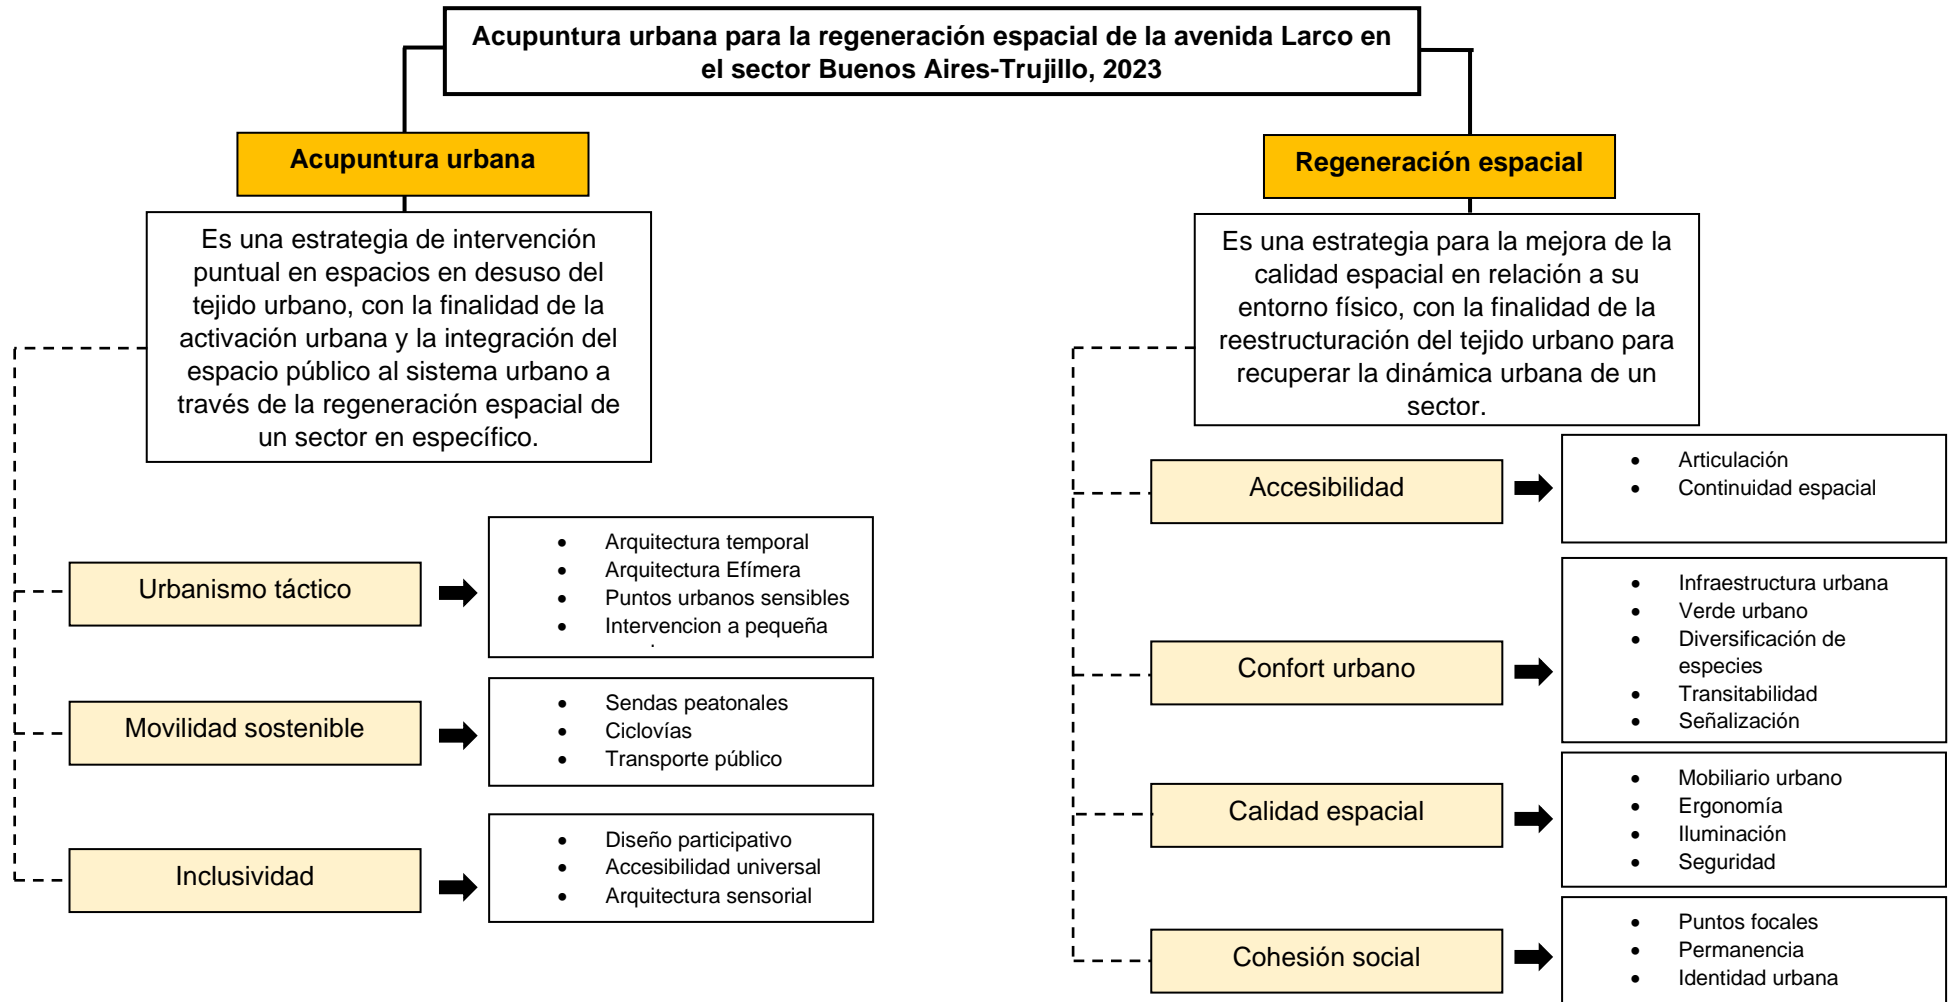 Acupuntura urbana para la regeneración espacial de la avenida Larco en
el sector Buenos Aires-Trujillo, 2023
Acupuntura urbana
Es una estrategia de intervención
puntual en espacios en desuso del
tejido urbano, con la finalidad de la
activación urbana y la integración del
espacio público al sistema urbano a
través de la regeneración espacial de
un sector en específico.
Urbanismo táctico
• Arquitectura temporal
• Arquitectura Efímera
• Puntos urbanos sensibles
• Intervencion a pequeña
Movilidad sostenible
• Sendas peatonales
• Ciclovías
• Transporte público
Inclusividad
• Diseño participativo
• Accesibilidad universal
• Arquitectura sensorial
Regeneración espacial
Es una estrategia para la mejora de la
calidad espacial en relación a su
entorno físico, con la finalidad de la
reestructuración del tejido urbano para
recuperar la dinámica urbana de un
sector.
Accesibilidad
• Articulación
• Continuidad espacial
Confort urbano
• Infraestructura urbana
• Verde urbano
• Diversificación de
especies
• Transitabilidad
• Señalización
Calidad espacial
• Mobiliario urbano
• Ergonomía
• Iluminación
• Seguridad
Cohesión social
• Puntos focales
• Permanencia
• Identidad urbana